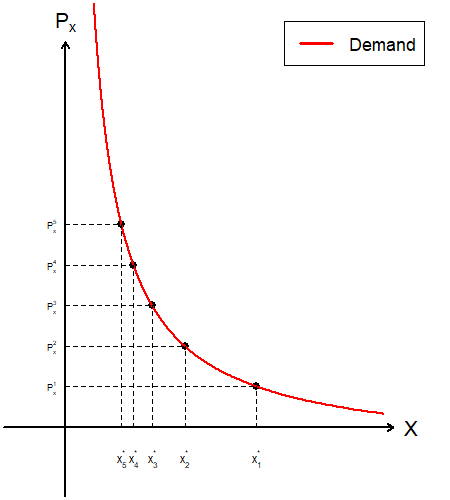 Pₓ
Demand
Pₓ⁵
Pₓ⁴
Pₓ³
Pₓ²
Pₓ¹
X
X₅* X₄* X₃* X₂* X₁*